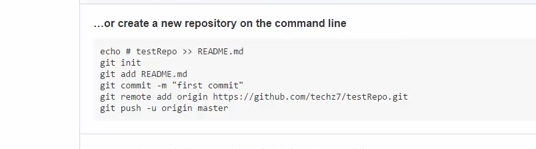 …or create a new repository on the command line
echo # testRepo >> README.md
git init
git add README.md
git commit -m "first commit"
git remote add origin https://github.com/techz7/testRepo.git
git push -u origin master